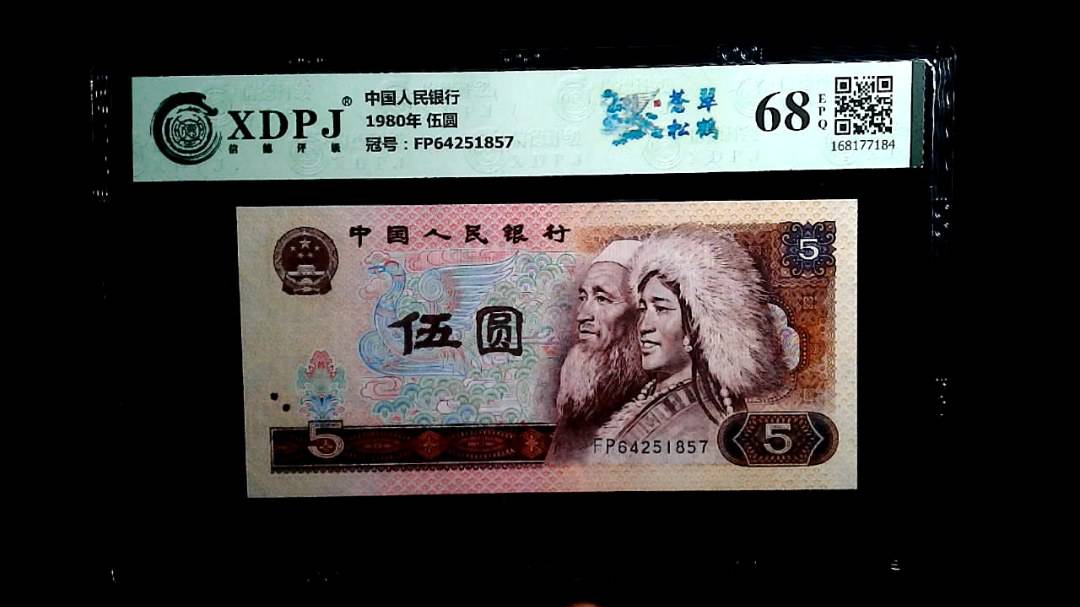 XDPJ®
信德评级
中国人民银行
1980年 伍圆
冠号：FP64251857
苍翠
松鹤
68 EPQ
168177184
中国人民银行
5
伍圆
5
FP64251857
5